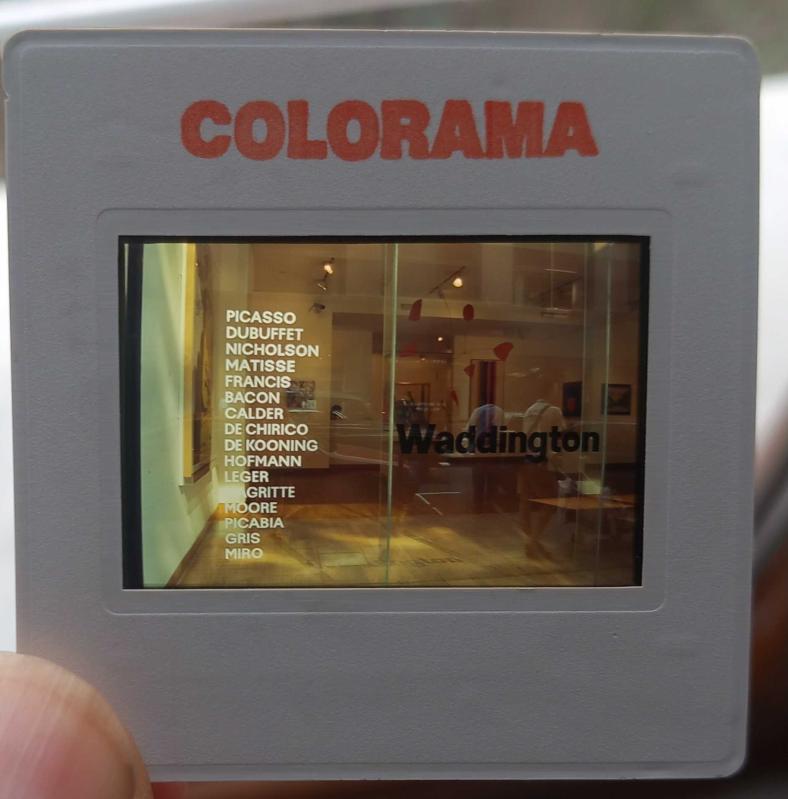 COLORAMA
PICASSO
DUBUFFET
NICHOLSON
MATISSE
FRANCIS
BACON
CALDER
DE CHIRICO
DE KOONING
HOFMANN
LEGER
MAGRITTE
MOORE
PICABIA
GRIS
MIRO
Waddington